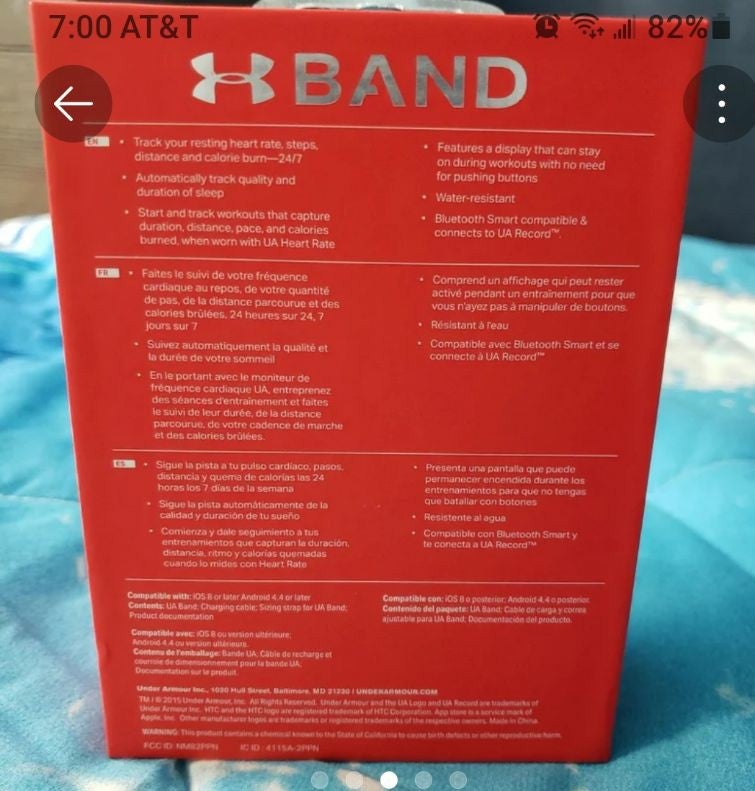 7:00 AT&T
82%
BAND
EN
• Track your resting heart rate, steps,
distance and calorie burn—24/7
• Automatically track quality and
duration of sleep
• Start and track workouts that capture
duration, distance, pace, and calories
burned, when worn with UA Heart Rate
• Features a display that can stay
on during workouts with no need
for pushing buttons
• Water-resistant
• Bluetooth Smart compatible &
connects to UA Record™.
FR
• Faites le suivi de votre fréquence
cardiaque au repos, de votre quantité
de pas, de la distance parcourue et des
calories brûlées, 24 heures sur 24, 7
jours sur 7
• Suivez automatiquement la qualité et
la durée de votre sommeil
• En le portant avec le moniteur de
fréquence cardiaque UA, entreprenez
des séances d'entraînement et faites
le suivi de leur durée, de la distance
parcourue, de votre cadence de marche
et des calories brûlées.
• Comprend un affichage qui peut rester
activé pendant un entraînement pour que
vous n'ayez pas à manipuler de boutons.
• Résistant à l'eau
• Compatible avec Bluetooth Smart et se
connecte à UA Record™
ES
• Sigue la pista a tu pulso cardíaco, pasos,
distancia y quema de calorías las 24
horas los 7 días de la semana
• Sigue la pista automáticamente de la
calidad y duración de tu sueño
• Comienza y dale seguimiento a tus
entrenamientos que capturan la duración,
distancia, ritmo y calorías quemadas
cuando lo mides con Heart Rate
• Presenta una pantalla que puede
permanecer encendida durante los
entrenamientos para que no tengas
que batallar con botones
• Resistente al agua
• Compatible con Bluetooth Smart y
te conecta a UA Record™
Compatible with: iOS 8 or later Android 4.4 or later
Contents: UA Band; Charging cable; Sizing strap for UA Band;
Product documentation
Compatible avec: iOS 8 ou version ultérieure;
Android 4.4 ou version ultérieure.
Contenu de l'emballage: Bande UA; Câble de recharge et
courroie de dimensionnement pour la bande UA;
Documentation sur le produit.
Compatible con: iOS 8 o posterior; Android 4.4 o posterior
Contenido del paquete: UA Band; Cable de carga y correa
ajustable para UA Band; Documentación del producto.
Under Armour Inc., 1020 Hull Street, Baltimore, MD 21230 | UNDERARMOUR.COM
TM / © 2015 Under Armour, Inc. All Rights Reserved. Under Armour and the UA Logo and UA Record are trademarks of
Under Armour Inc. HTC and the HTC logo are registered trademark of HTC Corporation. App store is a service mark of
Apple, Inc. Other manufacturer logos are trademarks or registered trademarks of the respective owners. Made in China.
WARNING: This product contains a chemical known to the State of California to cause birth defects or other reproductive harm.
FCC ID: NM82PPN IC ID: 4115A-2PPN